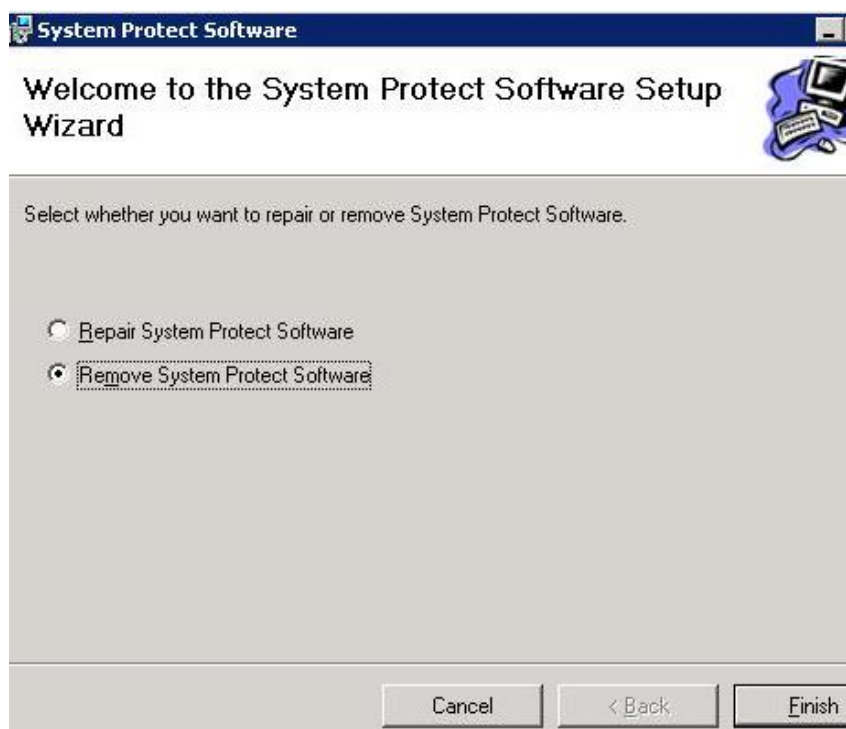 System Protect Software
Welcome to the System Protect Software Setup
Wizard
Select whether you want to repair or remove System Protect Software.
Repair System Protect Software
Remove System Protect Software
Cancel
< Back
Finish